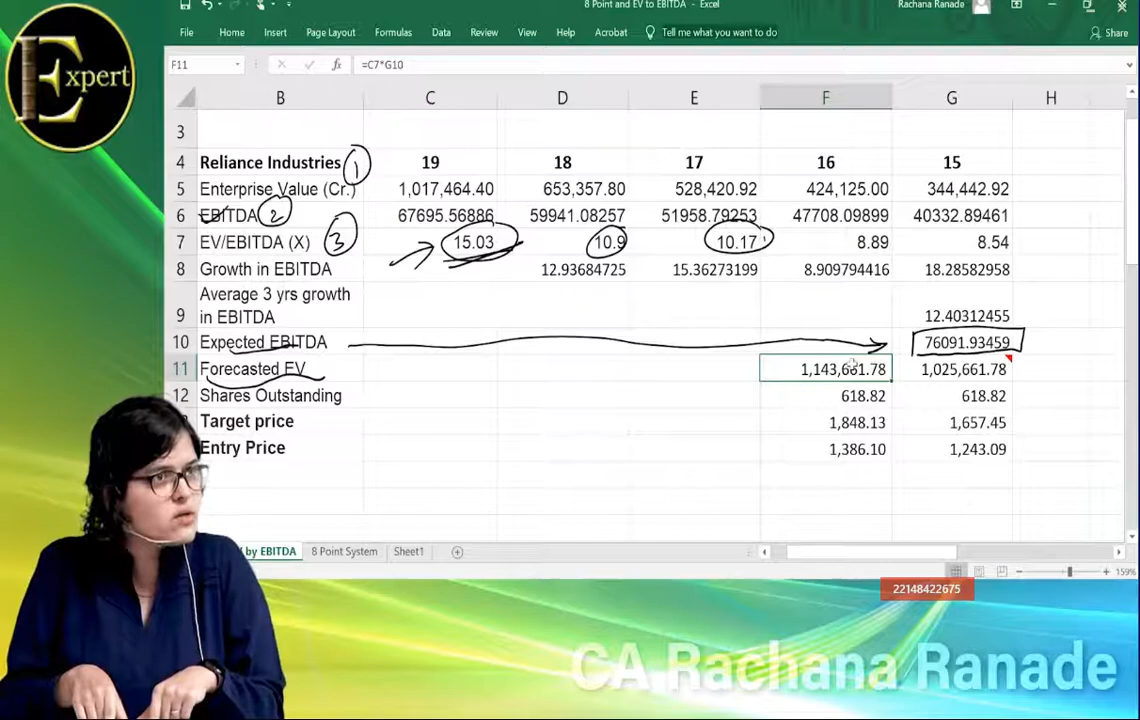 8 Point and EV to EBITDA - Excel
Rachana Ranade
File Home Insert Page Layout Formulas Data Review View Help Acrobat Tell me what you want to do Share
F11 fx =C7*G10
B C D E F G H
3
4 Reliance Industries 1 19 18 17 16 15
5 Enterprise Value (Cr.) 1,017,464.40 653,357.80 528,420.92 424,125.00 344,442.92
6 EBITDA 2 67695.56886 59941.08257 51958.79253 47708.09899 40332.89461
7 EV/EBITDA (X) 3 15.03 10.9 10.17 8.89 8.54
8 Growth in EBITDA 12.93684725 15.36273199 8.909794416 18.28582958
Average 3 yrs growth
9 in EBITDA 12.40312455
10 Expected EBITDA 76091.93459
11 Forecasted EV 1,143,661.78 1,025,661.78
12 Shares Outstanding 618.82 618.82
Target price 1,848.13 1,657.45
Entry Price 1,386.10 1,243.09
by EBITDA 8 Point System Sheet1
159%
22148422675
CA Rachana Ranade
Expert